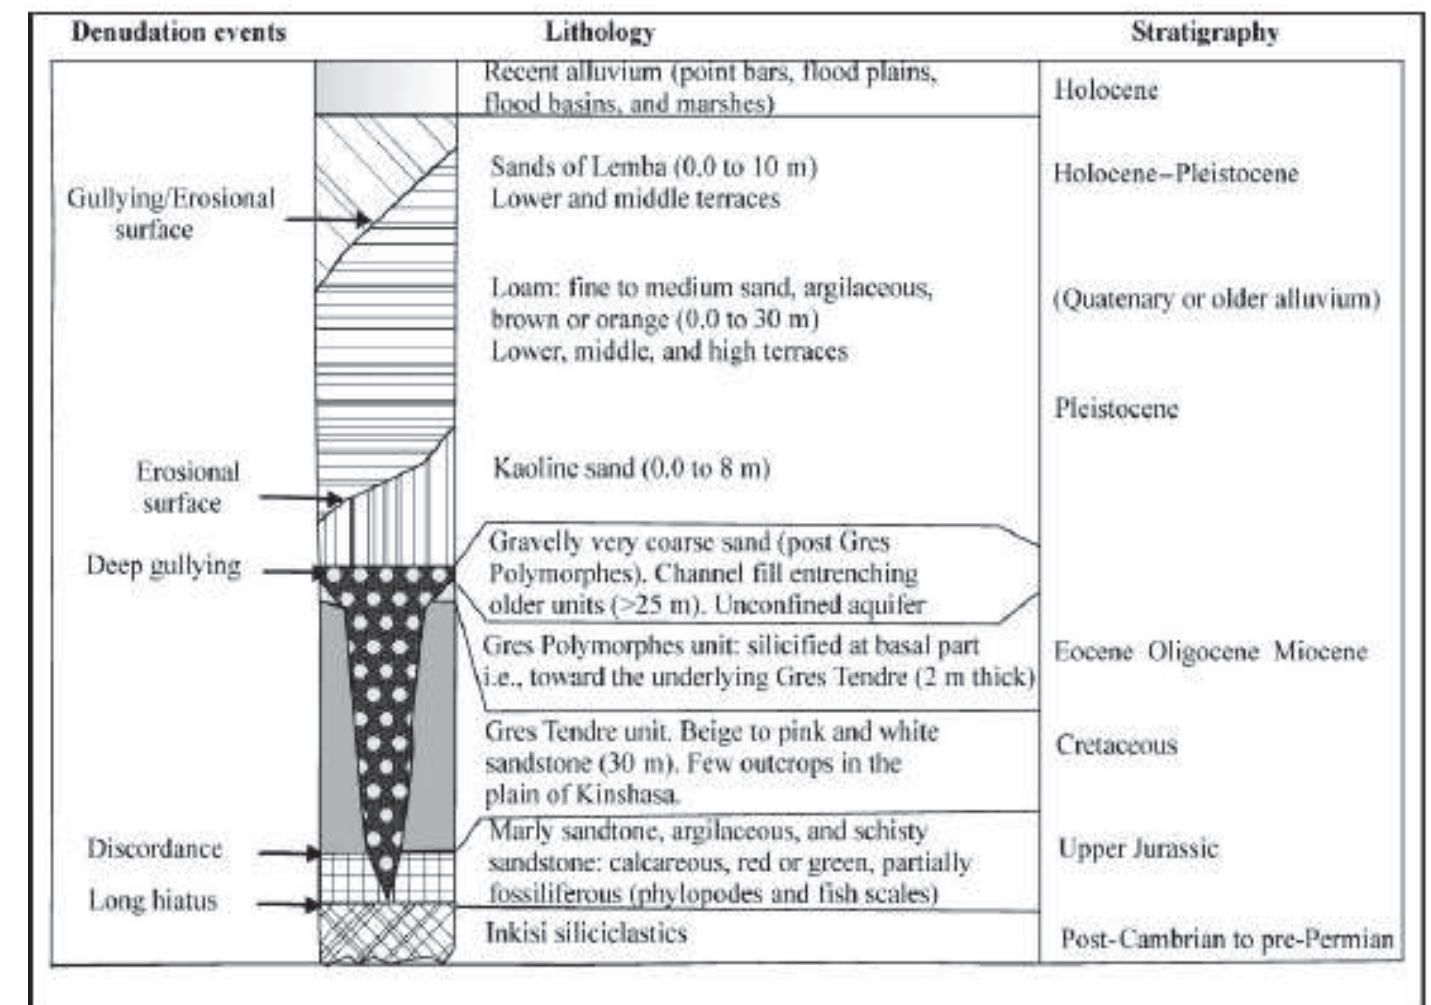 Denudation events
Lithology
Stratigraphy
Recent alluvium (point bars, flood plains,
flood basins, and marshes)
Holocene
Sands of Lemba (0.0 to 10 m)
Lower and middle terraces
Holocene–Pleistocene
Gullying/Erosional
surface
Loam: fine to medium sand, argilaceous,
brown or orange (0.0 to 30 m)
Lower, middle, and high terraces
(Quatenary or older alluvium)
Pleistocene
Erosional
surface
Kaoline sand (0.0 to 8 m)
Deep gullying
Gravelly very coarse sand (post Gres
Polymorphes). Channel fill entrenching
older units (>25 m). Unconfined aquifer
Gres Polymorphes unit: silicified at basal part
i.e., toward the underlying Gres Tendre (2 m thick)
Eocene Oligocene Miocene
Gres Tendre unit. Beige to pink and white
sandstone (30 m). Few outcrops in the
plain of Kinshasa.
Cretaceous
Discordance
Marly sandtone, argilaceous, and schisty
sandstone: calcareous, red or green, partially
fossiliferous (phylopodes and fish scales)
Upper Jurassic
Long hiatus
Inkisi siliciclastics
Post-Cambrian to pre-Permian